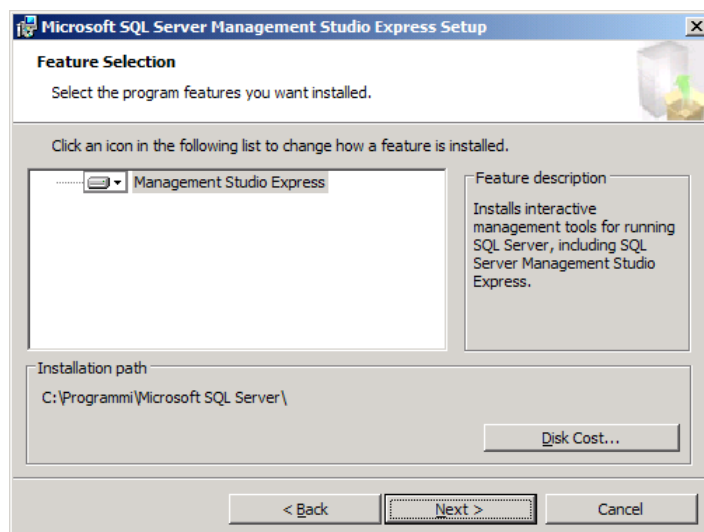 Microsoft SQL Server Management Studio Express Setup
Feature Selection
Select the program features you want installed.
Click an icon in the following list to change how a feature is installed.
Management Studio Express
Feature description
Installs interactive
management tools for running
SQL Server, including SQL
Server Management Studio
Express.
Installation path
C:\Programmi\Microsoft SQL Server\
Disk Cost...
< Back
Next >
Cancel